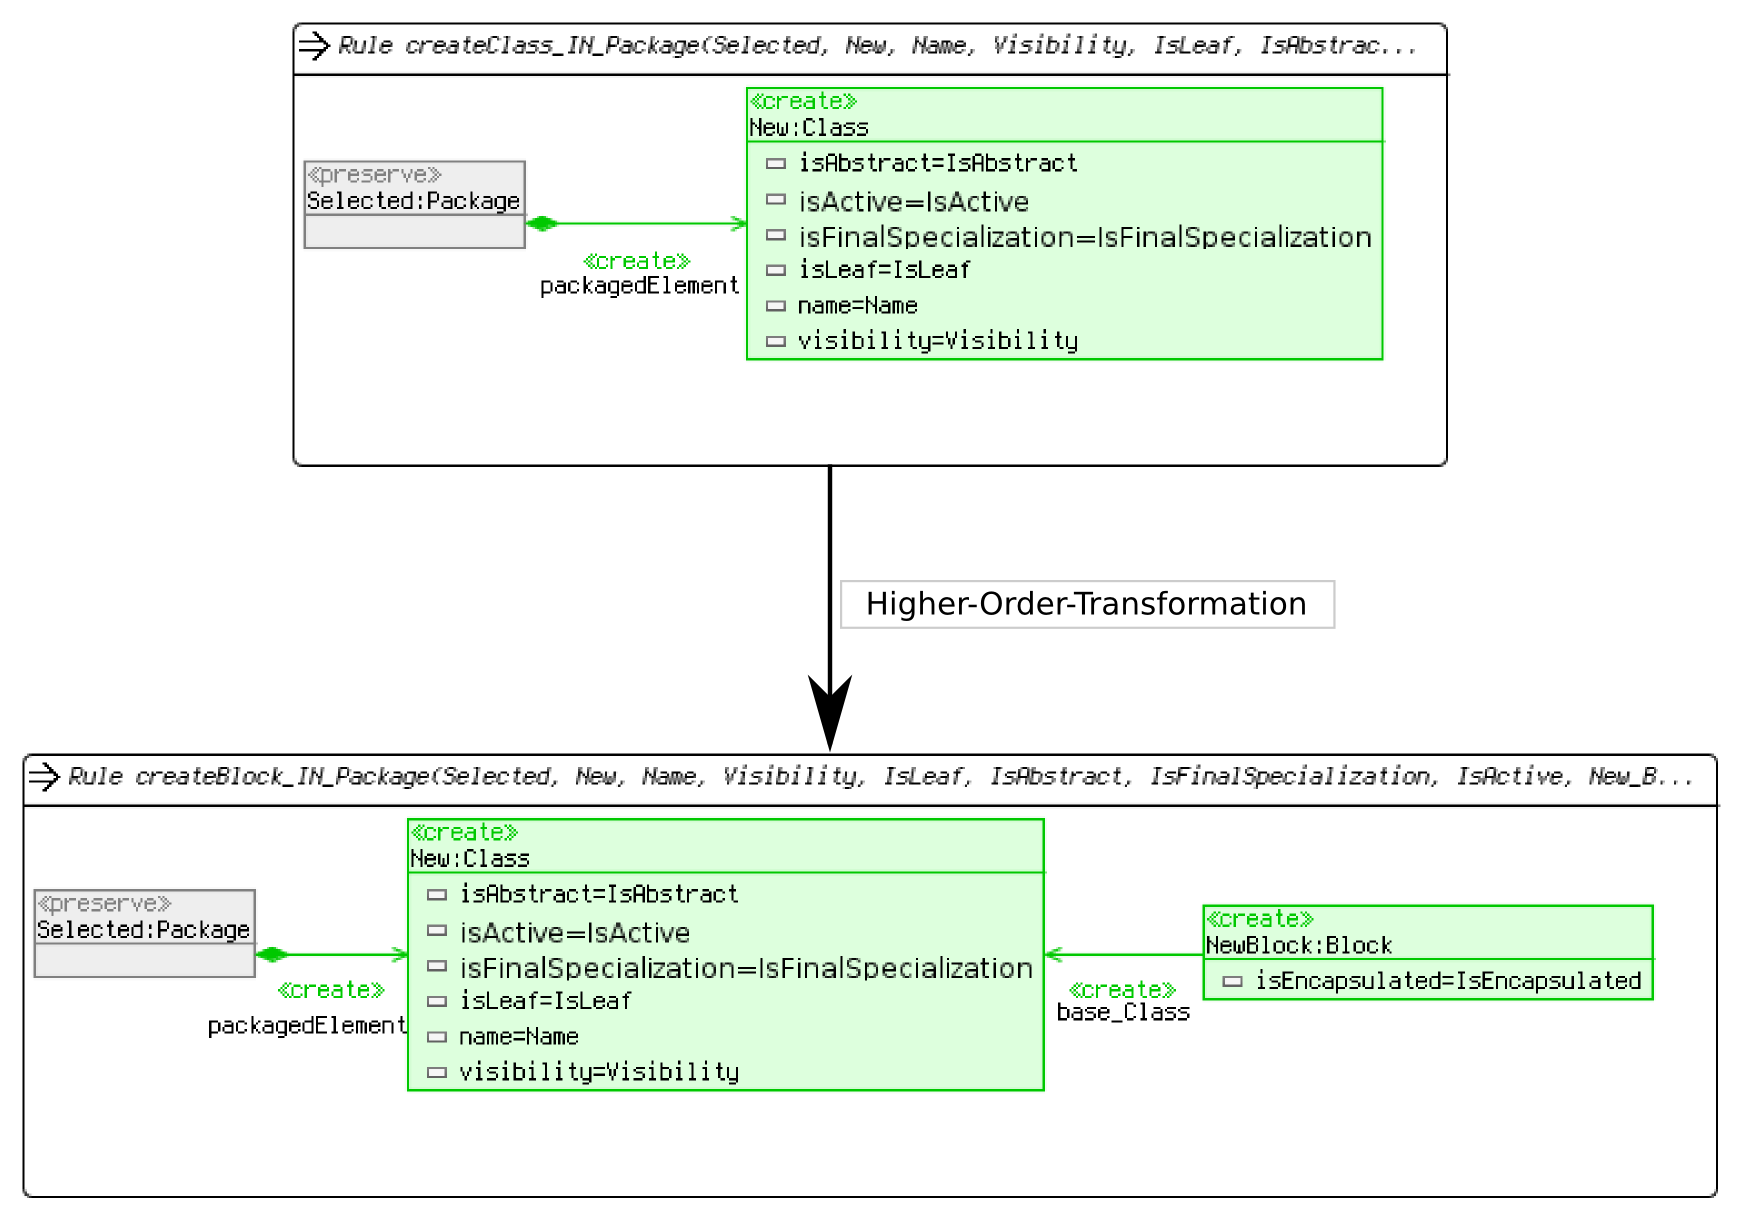 Rule createClass_IN_Package(Selected, New, Name, Visibility, IsLeaf, IsAbstrac...
«create»
New:Class
isAbstract=IsAbstract
«preserve»
Selected:Package
isActive=IsActive
isFinalSpecialization=IsFinalSpecialization
«create»
packagedElement
isLeaf=IsLeaf
name=Name
visibility=Visibility
Higher-Order-Transformation
Rule createBlock_IN_Package(Selected, New, Name, Visibility, IsLeaf, IsAbstract, IsFinalSpecialization, IsActive, New_B...
«create»
New:Class
«preserve»
Selected:Package
isAbstract=IsAbstract
isActive=IsActive
isFinalSpecialization=IsFinalSpecialization
isLeaf=IsLeaf
name=Name
visibility=Visibility
«create»
packagedElement
«create»
NewBlock:Block
isEncapsulated=IsEncapsulated
«create»
base_Class